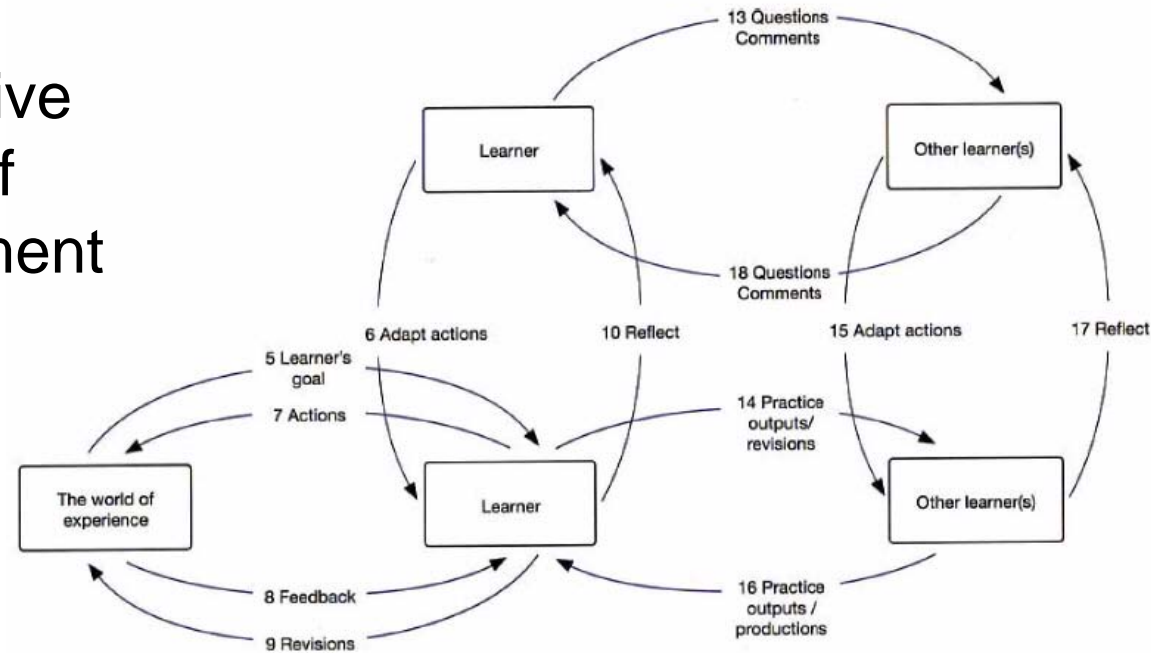 ive
f
nent
13 Questions
Comments
Learner
Other learner(s)
18 Questions
Comments
6 Adapt actions
10 Reflect
15 Adapt actions
17 Reflect
5 Learner's
goal
7 Actions
14 Practice
outputs/
revisions
The world of
experience
Learner
Other learner(s)
8 Feedback
9 Revisions
16 Practice
outputs /
productions